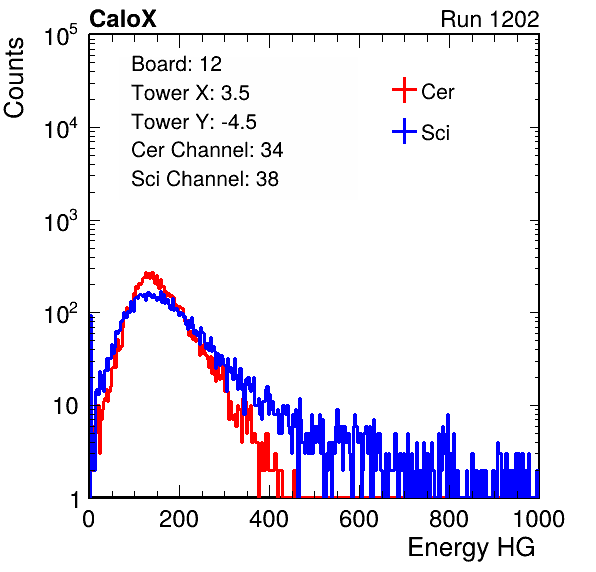 CaloX Run 1202
Counts
Board: 12
Tower X: 3.5
Tower Y: -4.5
Cer Channel: 34
Sci Channel: 38
Cer
Sci
10^5
10^4
10^3
10^2
10
1
0 200 400 600 800 1000
Energy HG